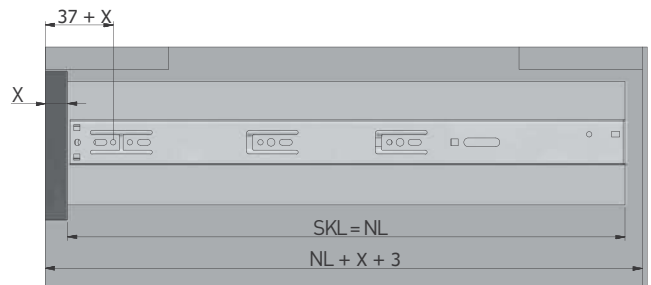 37 + X
X
SKL = NL
NL + X + 3